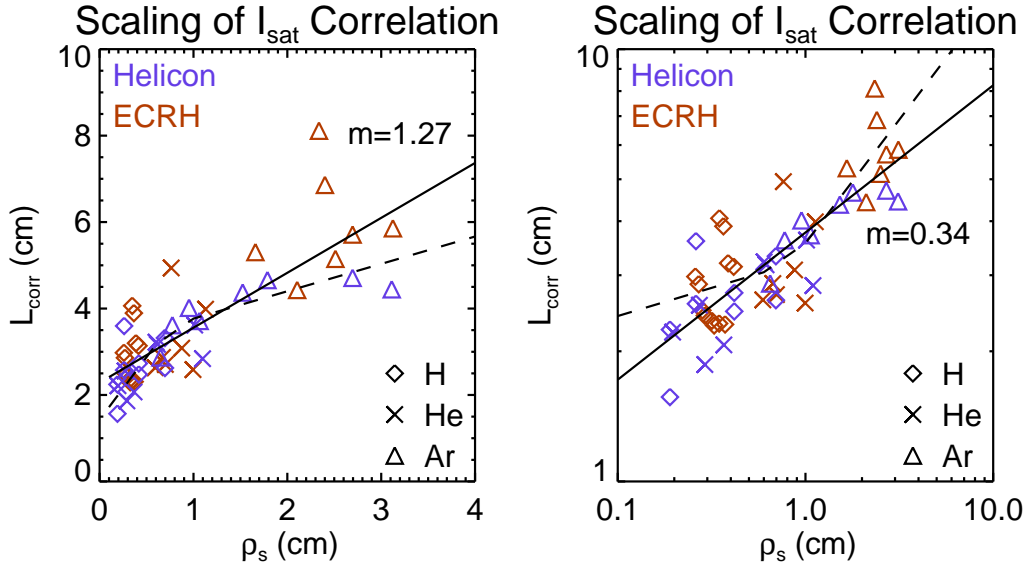 Scaling of I_sat Correlation
10
8
6
4
2
0
L_corr (cm)
Helicon
ECRH
m=1.27
H
He
Ar
0 1 2 3 4
ρ_s (cm)
Scaling of I_sat Correlation
10
1
L_corr (cm)
Helicon
ECRH
m=0.34
H
He
Ar
0.1 1.0 10.0
ρ_s (cm)